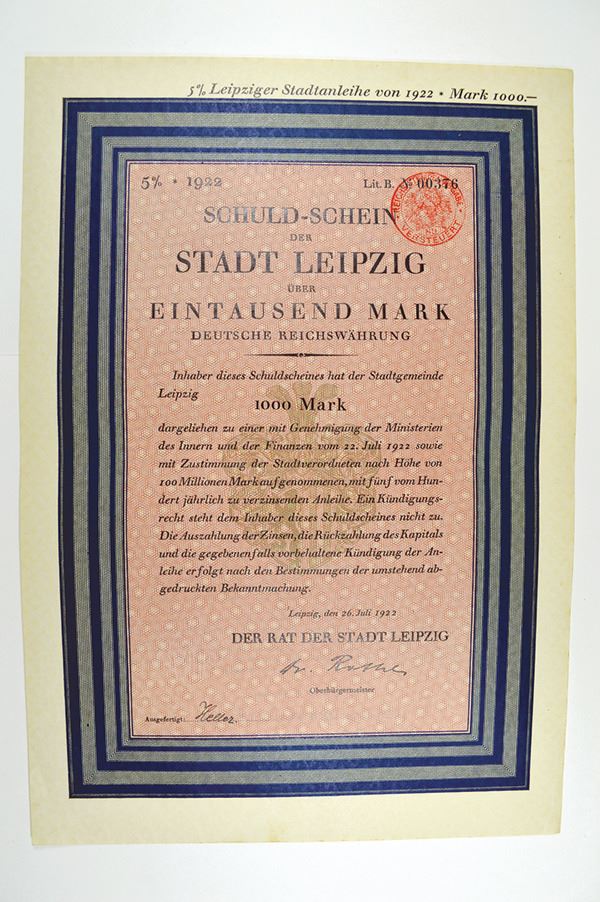 5% Leipziger Stadtanleihe von 1922 * Mark 1000.—
5% * 1922 Lit. B. № 00376
VERSTEUERT
SCHULD-SCHEIN
DER
STADT LEIPZIG
ÜBER
EINTAUSEND MARK
DEUTSCHE REICHSWÄHRUNG
Inhaber dieses Schuldscheines hat der Stadtgemeinde
Leipzig
1000 Mark
dargeliehen zu einer mit Genehmigung der Ministerien
des Innern und der Finanzen vom 22. Juli 1922 sowie
mit Zustimmung der Stadtverordneten nach Höhe von
100 Millionen Mark aufgenommenen, mit fünf vom Hun-
dert jährlich zu verzinsenden Anleihe. Ein Kündigungs-
recht steht dem Inhaber dieses Schuldscheines nicht zu.
Die Auszahlung der Zinsen, die Rückzahlung des Kapitals
und die gegebenenfalls vorbehaltene Kündigung der An-
leihe erfolgt nach den Bestimmungen der umstehend ab-
gedruckten Bekanntmachung.
Leipzig, den 26. Juli 1922
DER RAT DER STADT LEIPZIG
Dr. Rothe
Oberbürgermeister
Ausgefertigt: Heller.